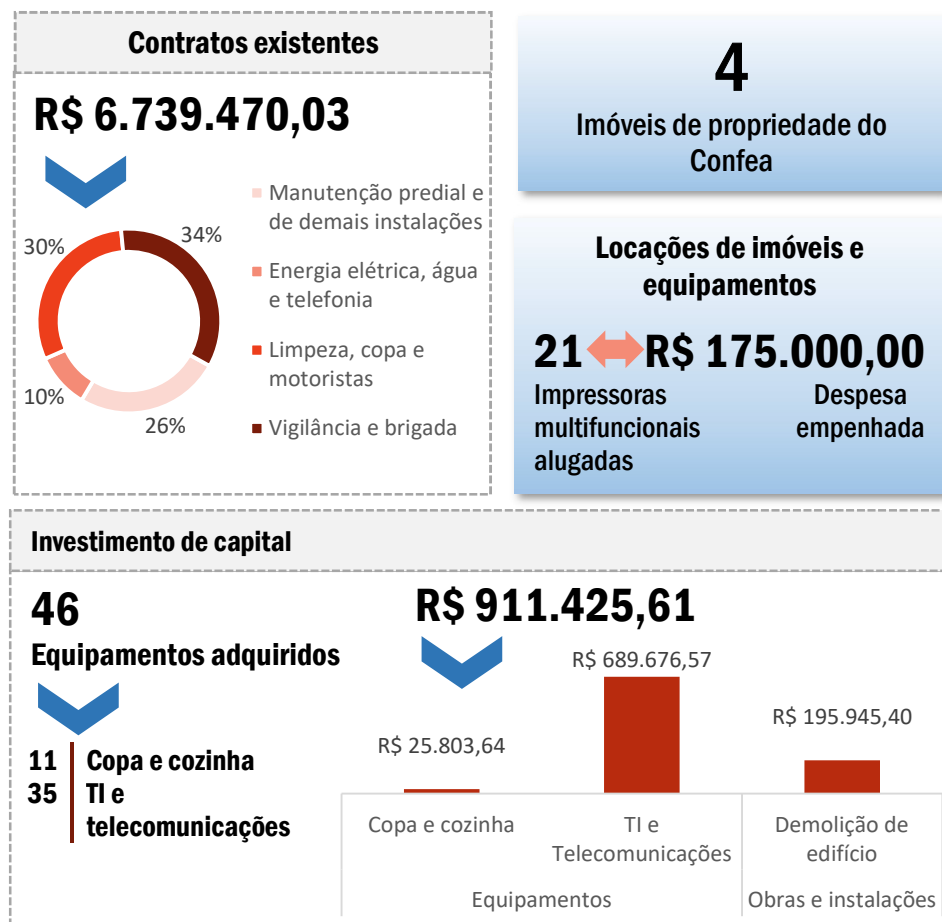 Contratos existentes
R$ 6.739.470,03
30%
34%
10%
26%
Manutenção predial e
de demais instalações
Energia elétrica, água
e telefonia
Limpeza, copa e
motoristas
Vigilância e brigada
4
Imóveis de propriedade do
Confea
Locações de imóveis e
equipamentos
21
Impressoras
multifuncionais
alugadas
R$ 175.000,00
Despesa
empenhada
Investimento de capital
46
Equipamentos adquiridos
11 Copa e cozinha
35 TI e
telecomunicações
R$ 911.425,61
R$ 25.803,64
R$ 689.676,57
R$ 195.945,40
Copa e cozinha
TI e
Telecomunicações
Demolição de
edifício
Equipamentos
Obras e instalações